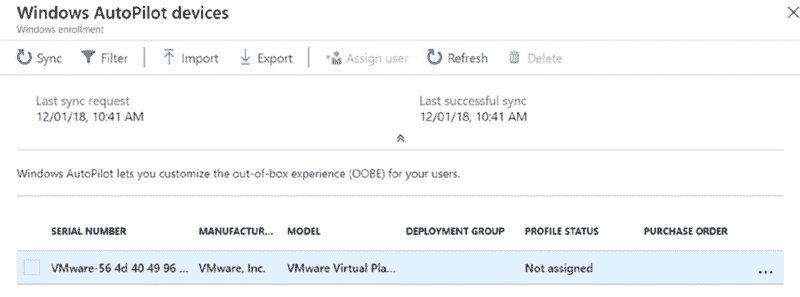 Windows AutoPilot devices
Windows enrollment
Sync Filter Import Export Assign user Refresh Delete
Last sync request Last successful sync
12/01/18, 10:41 AM 12/01/18, 10:41 AM
Windows AutoPilot lets you customize the out-of-box experience (OOBE) for your users.
SERIAL NUMBER MANUFACTUR... MODEL DEPLOYMENT GROUP PROFILE STATUS PURCHASE ORDER
VMware-56 4d 40 49 96 ... VMware, Inc. VMware Virtual Pla... Not assigned ...